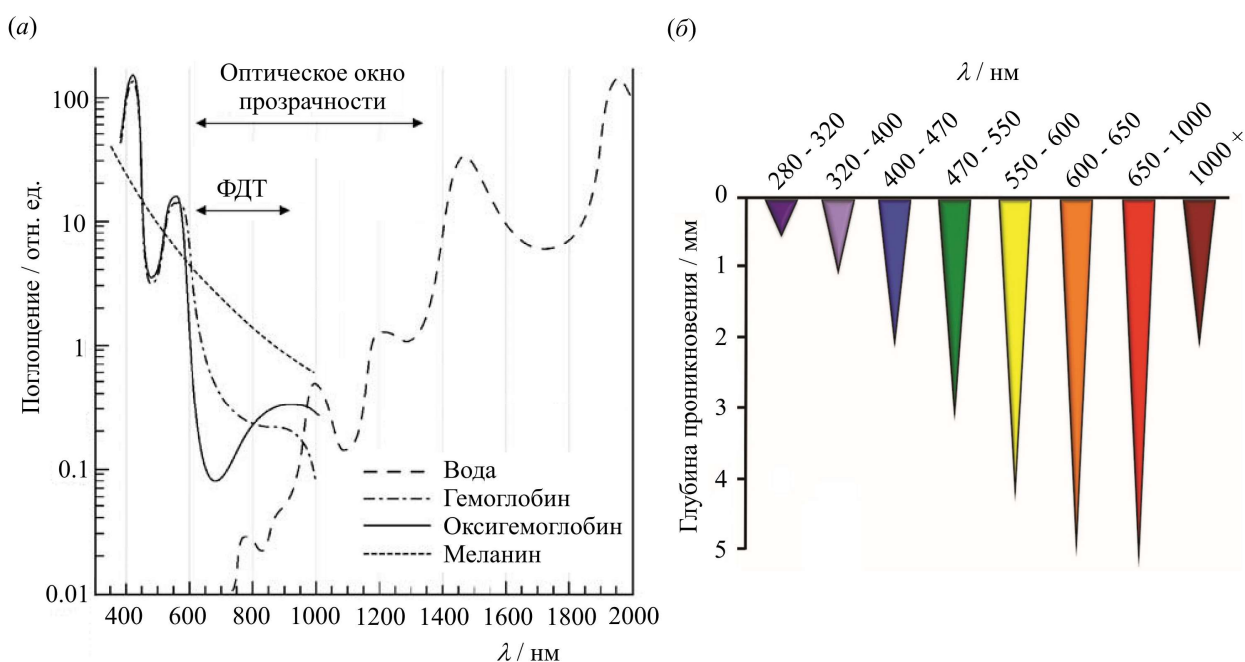 (а)
Оптическое окно
прозрачности
ФДТ
Поглощение / отн. ед.
100
10
1
0.1
0.01
Вода
Гемоглобин
Оксигемоглобин
Меланин
400 600 800 1000 1200 1400 1600 1800 2000
λ / нм
(б)
λ / нм
280 - 320
320 - 400
400 - 470
470 - 550
550 - 600
600 - 650
650 - 1000
1000 +
Глубина проникновения / мм
0
1
2
3
4
5